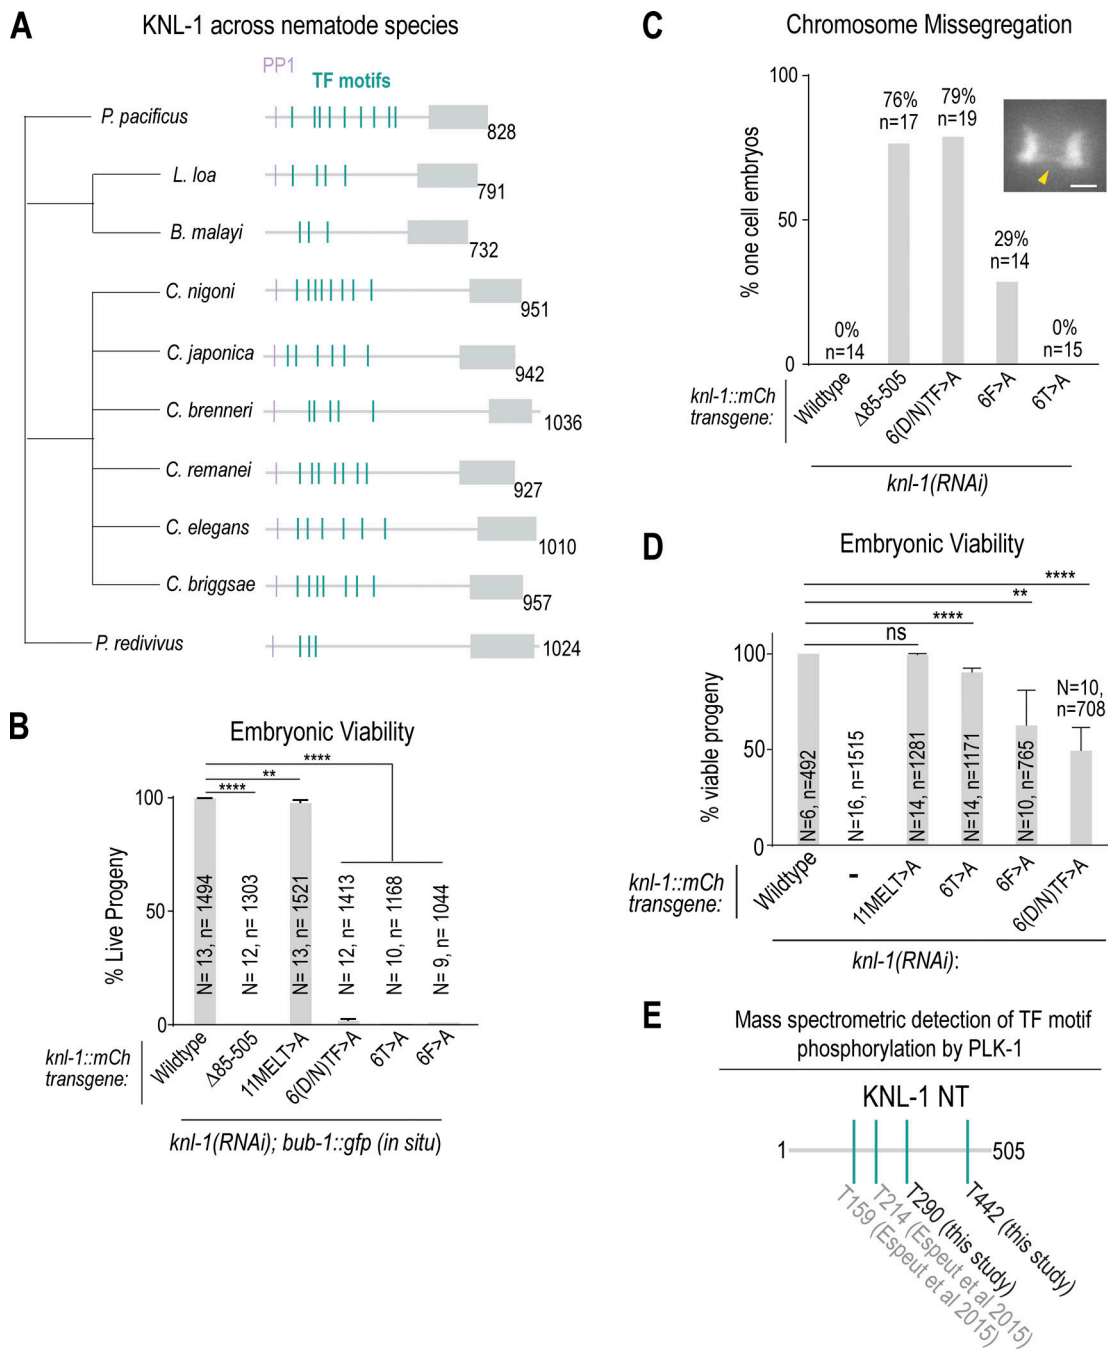 A
KNL-1 across nematode species
PP1
TF motifs
P. pacificus
828
L. loa
791
B. malayi
732
C. nigoni
951
C. japonica
942
C. brenneri
1036
C. remanei
927
C. elegans
1010
C. briggsae
957
P. redivivus
1024
B
Embryonic Viability
****
**
****
% Live Progeny
100
50
0
N= 13, n= 1494
N= 12, n= 1303
N= 13, n= 1521
N= 12, n= 1413
N= 10, n= 1168
N= 9, n= 1044
knl-1::mCh
transgene:
Wildtype
Δ85-505
11MELT>A
6(D/N)TF>A
6T>A
6F>A
knl-1(RNAi); bub-1::gfp (in situ)
C
Chromosome Missegregation
% one cell embryos
100
50
0
0%
n=14
76%
n=17
79%
n=19
29%
n=14
0%
n=15
knl-1::mCh
transgene:
Wildtype
Δ85-505
6(D/N)TF>A
6F>A
6T>A
knl-1(RNAi)
D
Embryonic Viability
****
**
****
ns
% viable progeny
100
50
0
N=6, n=492
N=16, n=1515
N=14, n=1281
N=14, n=1171
N=10, n=765
N=10,
n=708
knl-1::mCh
transgene:
Wildtype
-
11MELT>A
6T>A
6F>A
6(D/N)TF>A
knl-1(RNAi):
E
Mass spectrometric detection of TF motif
phosphorylation by PLK-1
KNL-1 NT
1
505
T159 (Espeut et al 2015)
T214 (Espeut et al 2015)
T290 (this study)
T442 (this study)